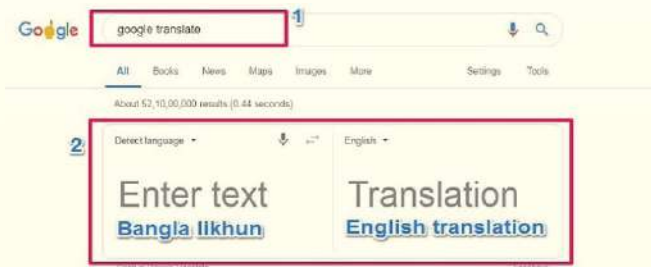 Google
google translate
1
All Books News Maps Images More Settings Tools
About 52,10,00,000 results (0.44 seconds)
2
Detect language English
Enter text Translation
Bangla likhun English translation